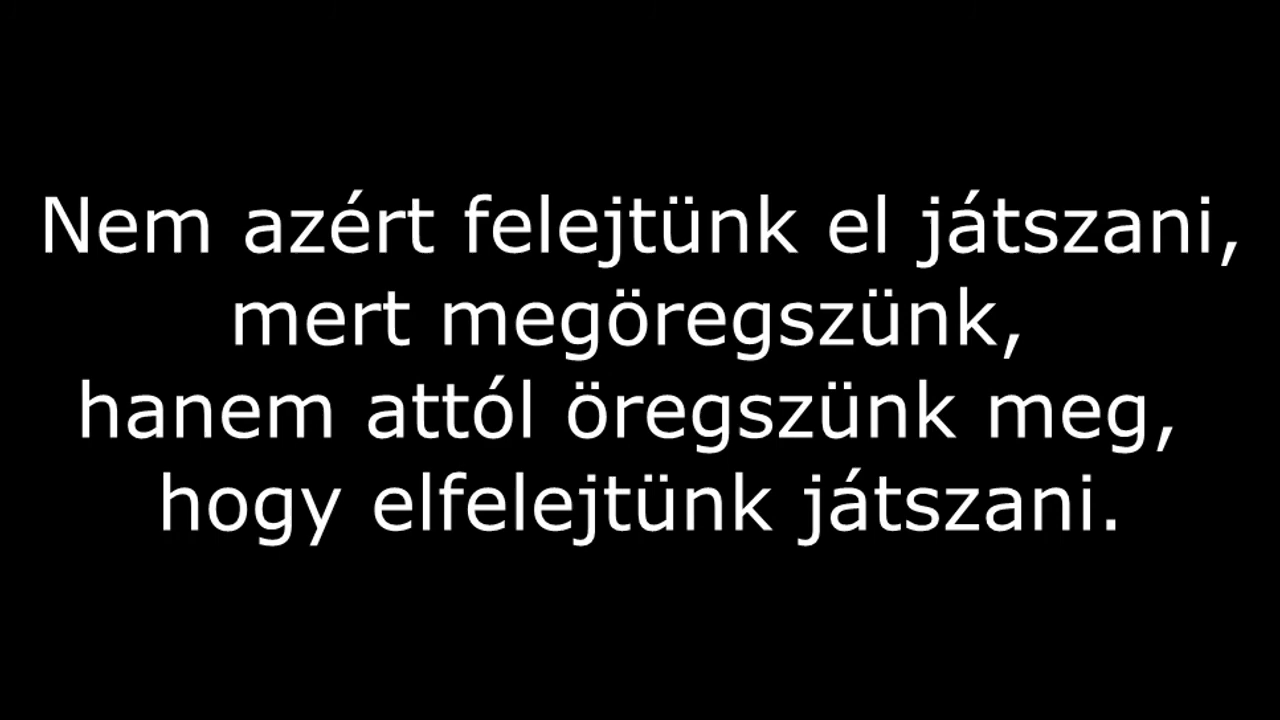 Nem azért felejtünk el játszani,
mert megöregszünk,
hanem attól öregszünk meg,
hogy elfelejtünk játszani.